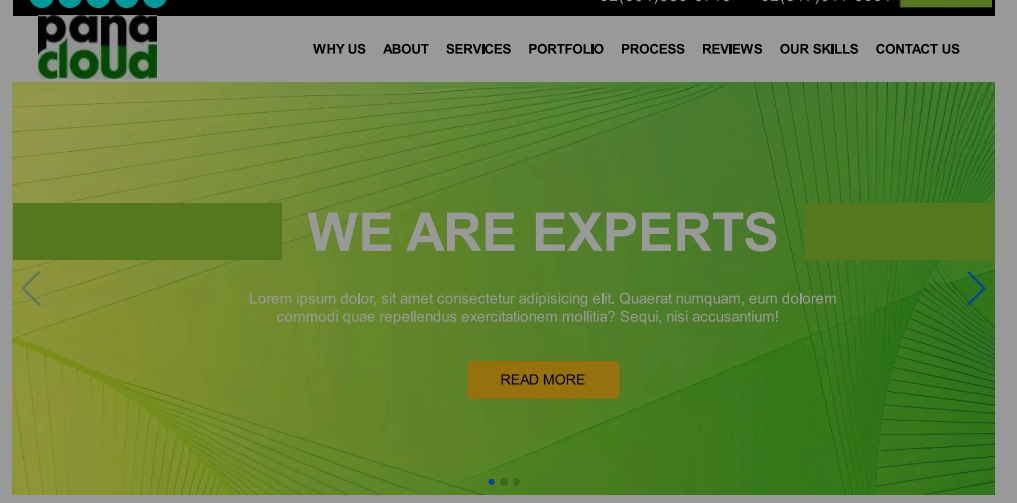 pana
cloud
WHY US ABOUT SERVICES PORTFOLIO PROCESS REVIEWS OUR SKILLS CONTACT US
WE ARE EXPERTS
Lorem ipsum dolor, sit amet consectetur adipisicing elit. Quaerat numquam, eum dolorem
commodi quae repellendus exercitationem mollitia? Sequi, nisi accusantium!
READ MORE